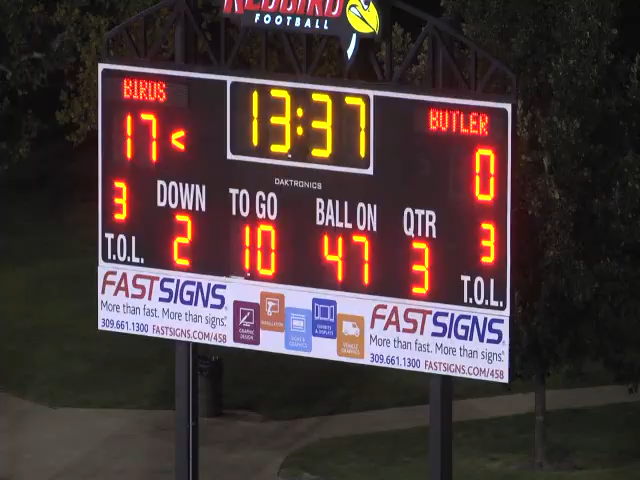 REDBIRD
FOOTBALL
BIRDS 13:37 BUTLER
17 < 0
DAKTRONICS
3 DOWN TO GO BALL ON QTR 3
T.O.L. 2 10 47 3 T.O.L.
FASTSIGNS
More than fast. More than signs.
309.661.1300 FASTSIGNS.COM/458
FASTSIGNS
More than fast. More than signs.
309.661.1300 FASTSIGNS.COM/458